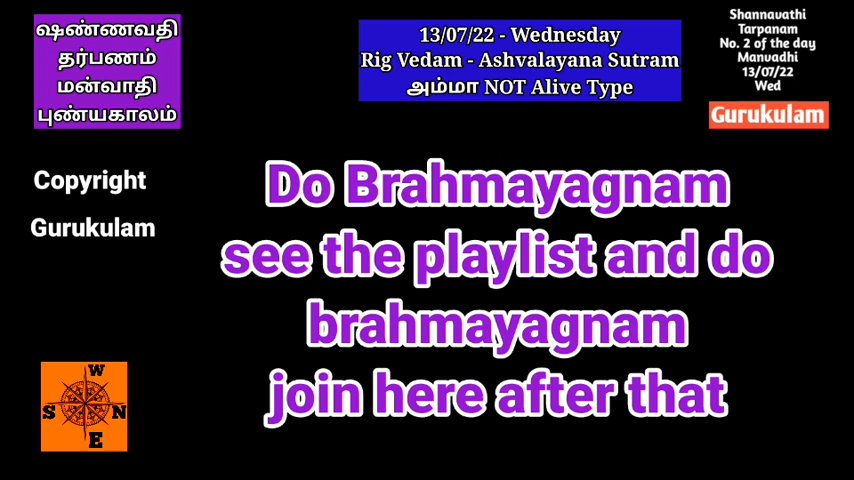 ஷண்ணவதி
தர்பணம்
மன்வாதி
புண்யகாலம்
13/07/22 - Wednesday
Rig Vedam - Ashvalayana Sutram
அம்மா NOT Alive Type
Shannavathi
Tarpanam
No. 2 of the day
Manvadhi
13/07/22
Wed
Gurukulam
Copyright
Gurukulam
Do Brahmayagnam
see the playlist and do
brahmayagnam
join here after that
W
S N
E